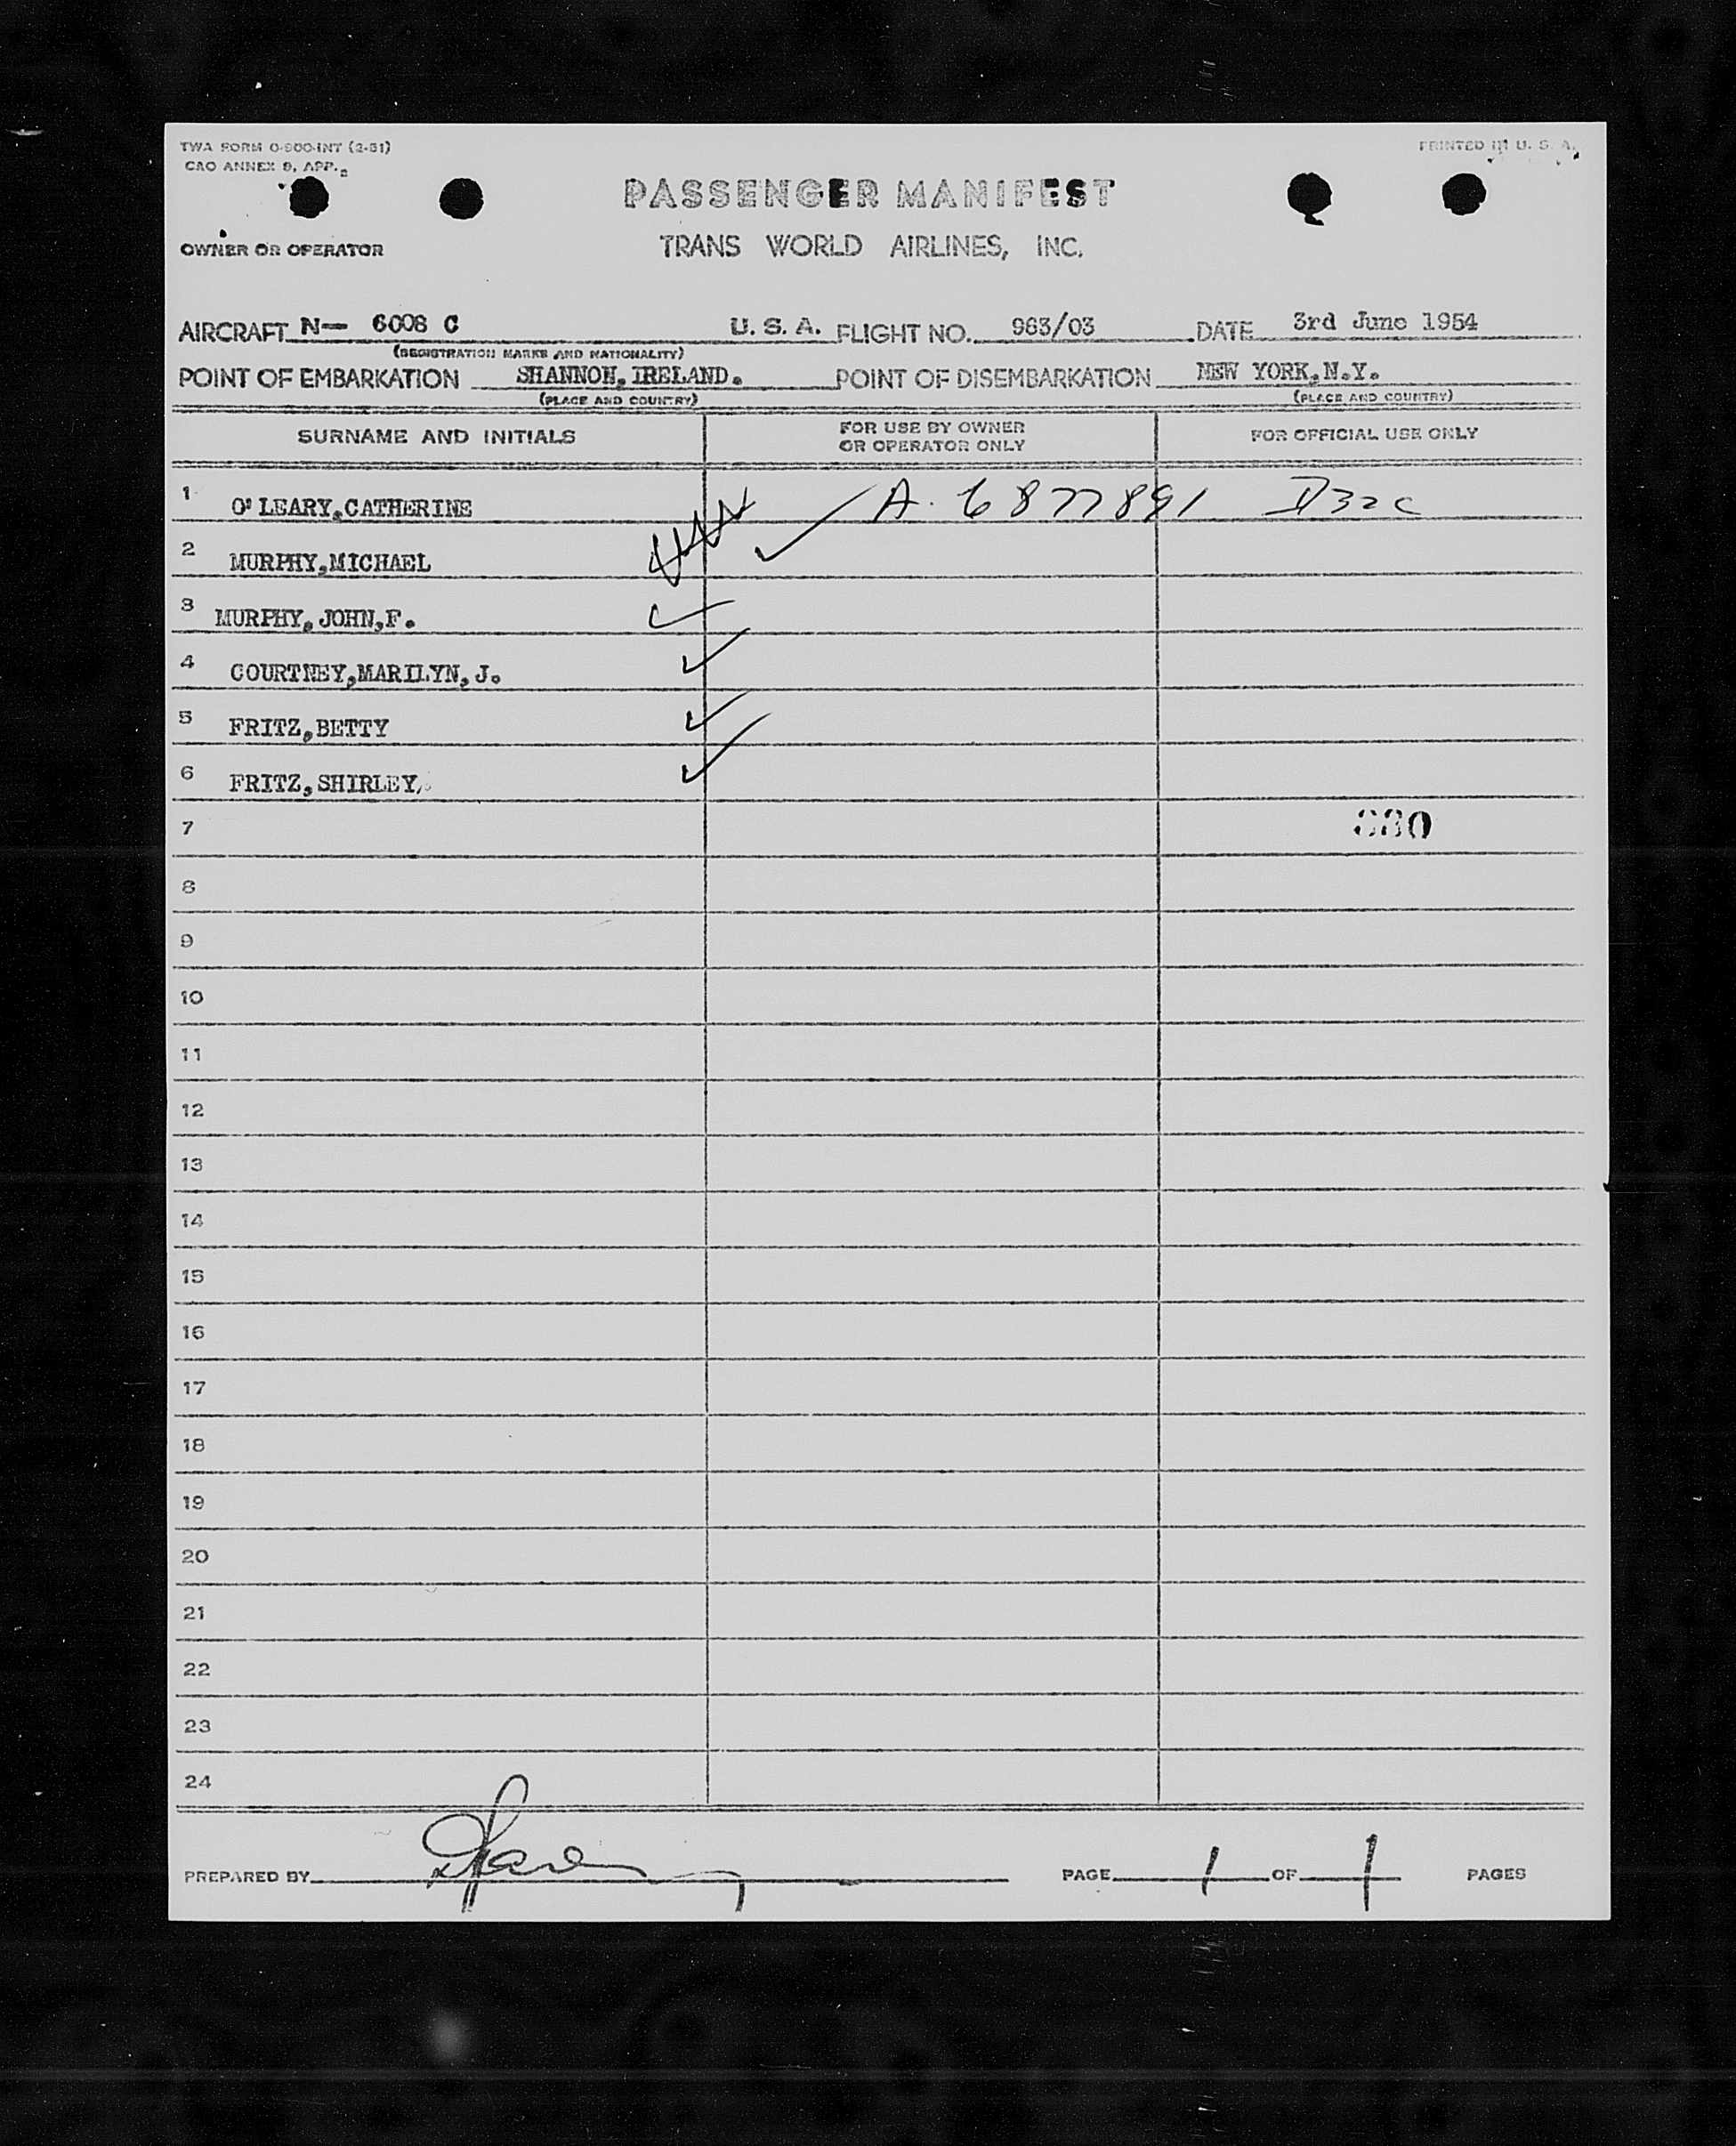 TWA FORM O-900-INT (2-51)
PRINTED IN U. S. A.
CAO ANNEX 9, APP.
PASSENGER MANIFEST
OWNER OR OPERATOR TRANS WORLD AIRLINES, INC.
AIRCRAFT N— 6008 C U. S. A. FLIGHT NO. 963/03 DATE 3rd June 1954
(REGISTRATION MARKS AND NATIONALITY)
POINT OF EMBARKATION SHANNON, IRELAND. POINT OF DISEMBARKATION NEW YORK, N.Y.
(PLACE AND COUNTRY) (PLACE AND COUNTRY)
SURNAME AND INITIALS FOR USE BY OWNER OR OPERATOR ONLY FOR OFFICIAL USE ONLY
1 O'LEARY, CATHERINE A. 6877891 D32c
2 MURPHY, MICHAEL
3 MURPHY, JOHN, F.
4 COURTNEY, MARILYN, J.
5 FRITZ, BETTY
6 FRITZ, SHIRLEY
7
8
9
10
11
12
13
14
15
16
17
18
19
20
21
22
23
24
PREPARED BY PAGE 1 OF 1 PAGES